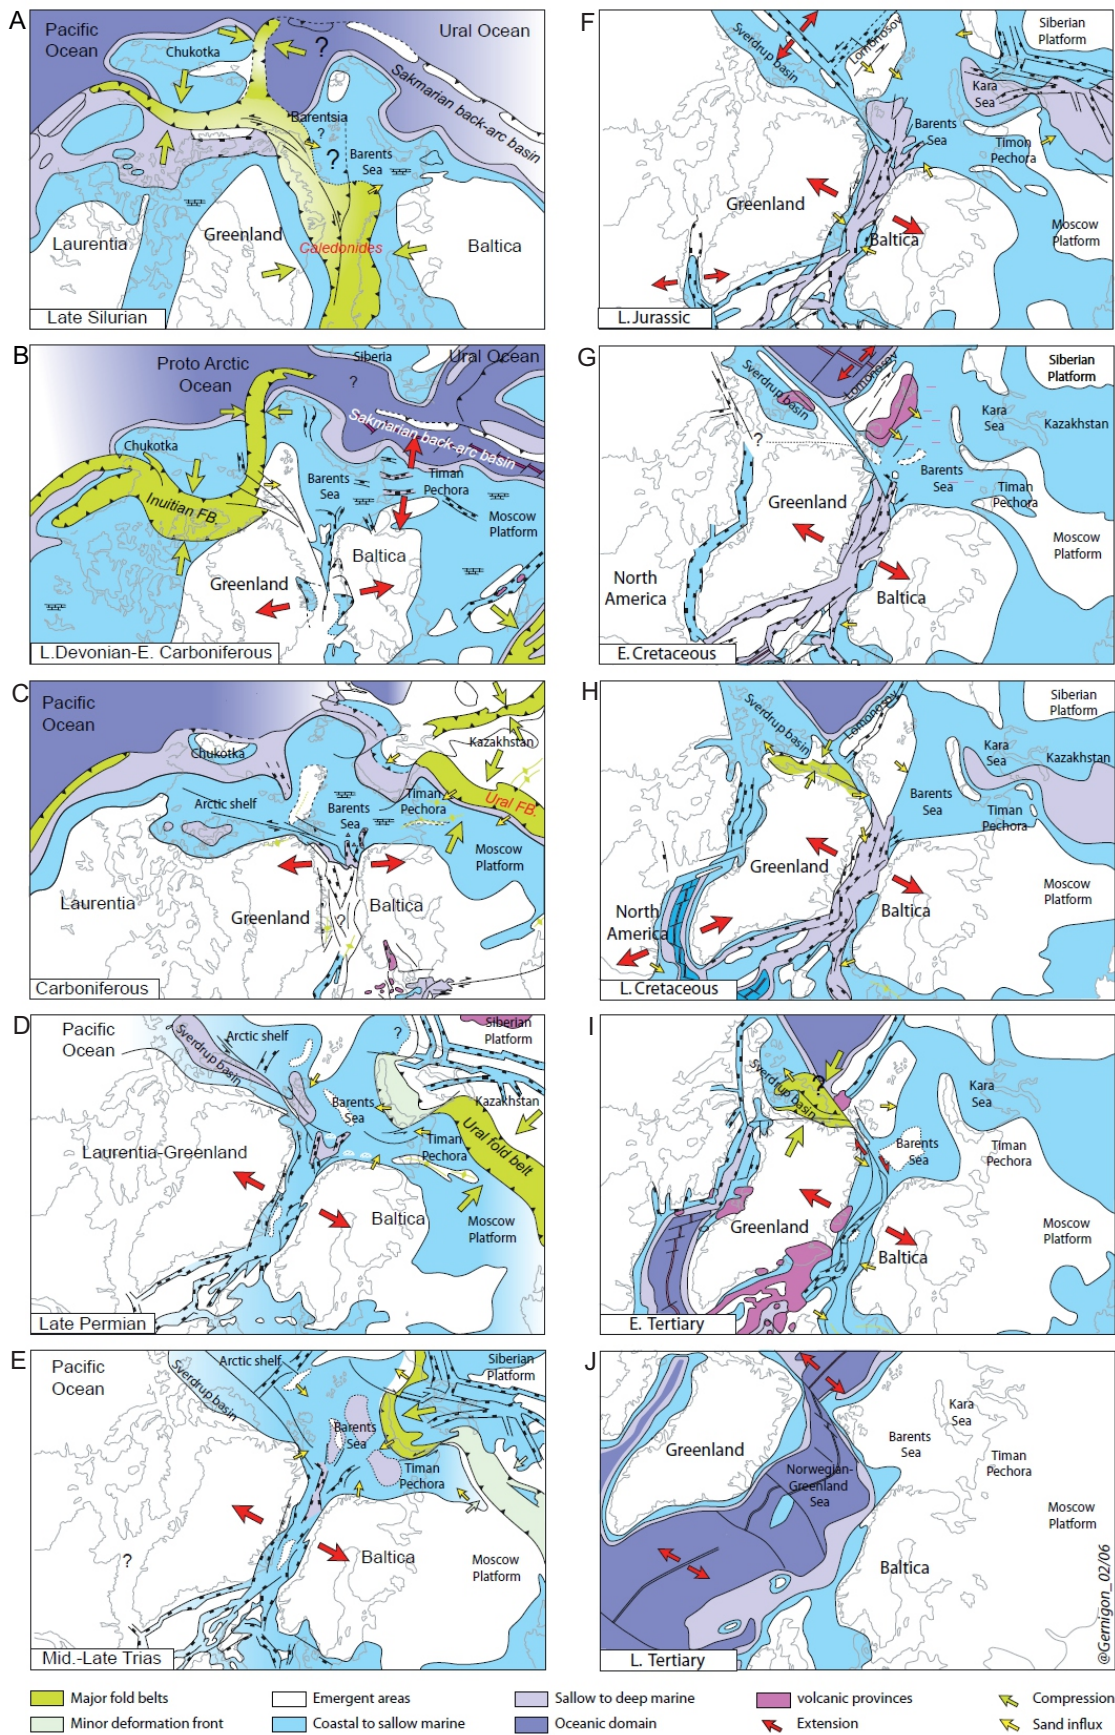 A
Pacific
Ocean
Chukotka
?
Ural Ocean
Sakmarian back-arc basin
Barentsia
?
?
Barents
Sea
Laurentia
Greenland
Caledonides
Baltica
Late Silurian
B
Proto Arctic
Ocean
Siberia
Ural Ocean
?
Sakmarian back-arc basin
Chukotka
Inuitian FB.
Barents
Sea
Timan
Pechora
Moscow
Platform
Greenland
Baltica
L.Devonian-E. Carboniferous
C
Pacific
Ocean
Chukotka
Kazakhstan
Arctic shelf
Barents
Sea
Timan
Pechora
Ural FB.
Moscow
Platform
Laurentia
Greenland
?
Baltica
Carboniferous
D
Pacific
Ocean
Sverdrup basin
Arctic shelf
?
Siberian
Platform
Barents
Sea
Kazakhstan
Ural fold belt
Timan
Pechora
Laurentia-Greenland
Baltica
Moscow
Platform
Late Permian
E
Pacific
Ocean
Arctic shelf
Sverdrup basin
Siberian
Platform
Barents
Sea
Timan
Pechora
?
Baltica
Moscow
Platform
Mid.-Late Trias
F
Sverdrup basin
Lomonosov
Siberian
Platform
Kara
Sea
Barents
Sea
Timon
Pechora
Greenland
Baltica
Moscow
Platform
L.Jurassic
G
Sverdrup basin
Lomonosov
Siberian
Platform
Kara
Sea
Kazakhstan
?
Barents
Sea
Timan
Pechora
Greenland
Moscow
Platform
North
America
Baltica
E. Cretaceous
H
Sverdrup basin
Lomonosov
Siberian
Platform
Kara
Sea
Kazakhstan
Barents
Sea
Timan
Pechora
Greenland
Moscow
Platform
North
America
Baltica
L. Cretaceous
I
Sverdrup basin
?
Kara
Sea
Barents
Sea
Timan
Pechora
Greenland
Baltica
Moscow
Platform
E. Tertiary
J
Greenland
Kara
Sea
Barents
Sea
Timan
Pechora
Norwegian-
Greenland
Sea
Moscow
Platform
Baltica
L. Tertiary
@Gernigon_02/06
Major fold belts
Emergent areas
Sallow to deep marine
volcanic provinces
Compression
Minor deformation front
Coastal to sallow marine
Oceanic domain
Extension
Sand influx